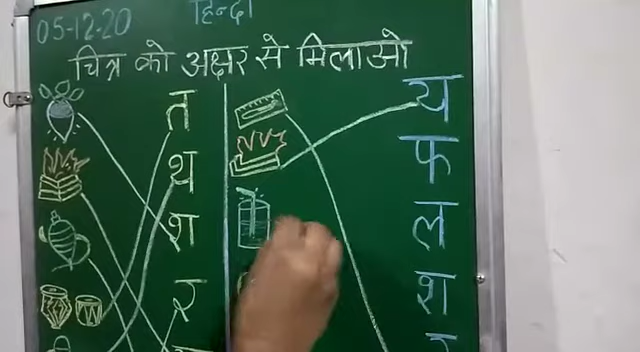 05-12-20 हिन्दी
चित्र को अक्षर से मिलाओ
त
थ
श
र
य
फ
ल
श